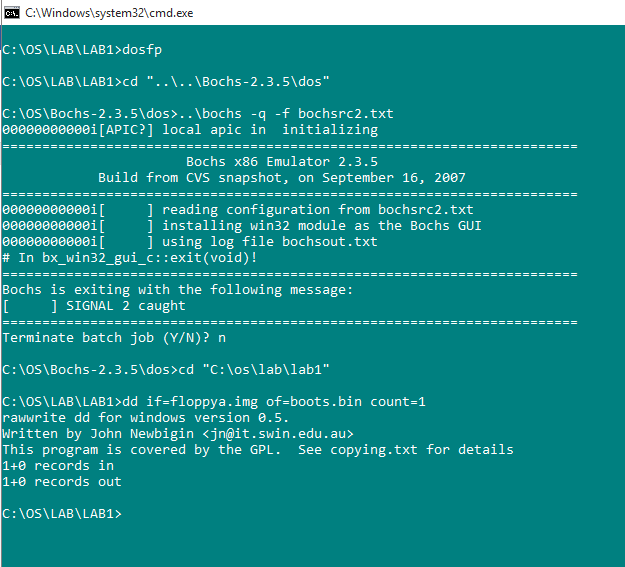 C:\Windows\system32\cmd.exe
C:\OS\LAB\LAB1>dosfp
C:\OS\LAB\LAB1>cd "..\..\Bochs-2.3.5\dos"
C:\OS\Bochs-2.3.5\dos>..\bochs -q -f bochsrc2.txt
00000000000i[APIC?] local apic in  initializing
========================================================================
                       Bochs x86 Emulator 2.3.5
            Build from CVS snapshot, on September 16, 2007
========================================================================
00000000000i[     ] reading configuration from bochsrc2.txt
00000000000i[     ] installing win32 module as the Bochs GUI
00000000000i[     ] using log file bochsout.txt
# In bx_win32_gui_c::exit(void)!
========================================================================
Bochs is exiting with the following message:
[     ] SIGNAL 2 caught
========================================================================
Terminate batch job (Y/N)? n
C:\OS\Bochs-2.3.5\dos>cd "C:\os\lab\lab1"
C:\OS\LAB\LAB1>dd if=floppya.img of=boots.bin count=1
rawwrite dd for windows version 0.5.
Written by John Newbigin <jn@it.swin.edu.au>
This program is covered by the GPL.  See copying.txt for details
1+0 records in
1+0 records out
C:\OS\LAB\LAB1>